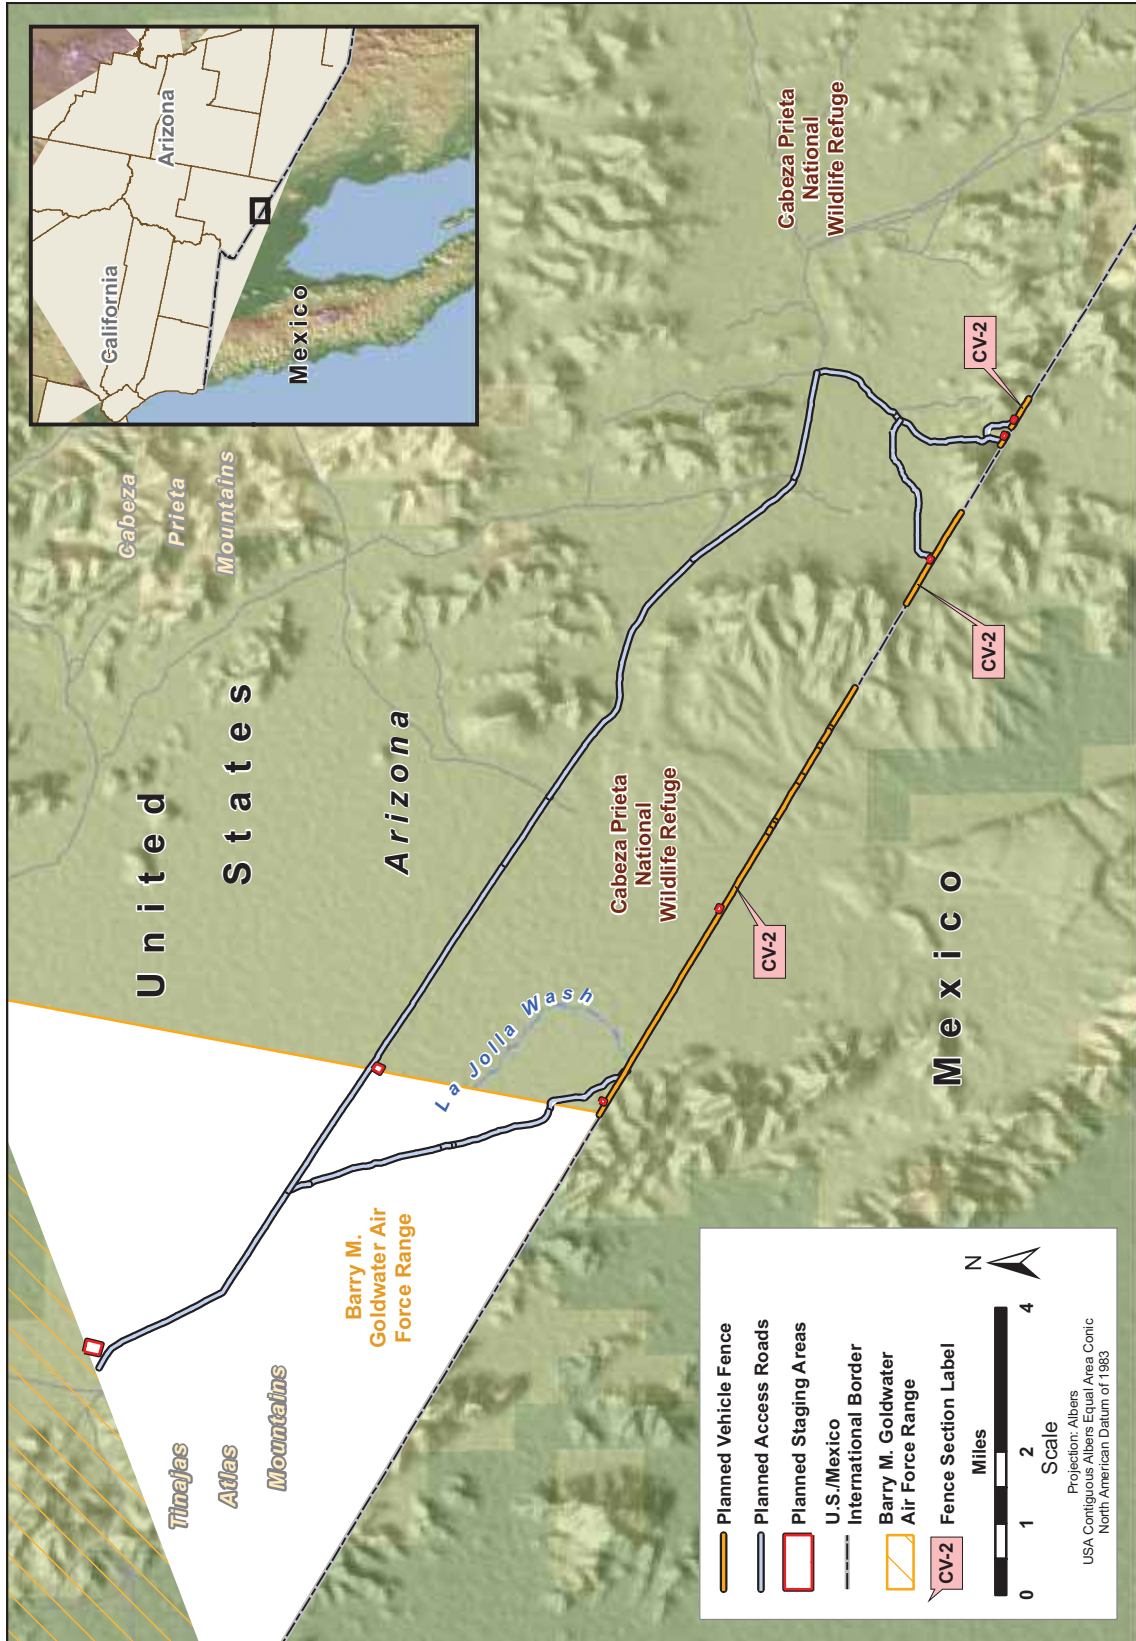 California
Arizona
Mexico
Cabeza
Prieta
Mountains
United
States
Arizona
Cabeza Prieta
National
Wildlife Refuge
Cabeza Prieta
National
Wildlife Refuge
La Jolla Wash
Barry M.
Goldwater Air
Force Range
Tinajas
Atlas
Mountains
CV-2
CV-2
CV-2
Mexico
Planned Vehicle Fence
Planned Access Roads
Planned Staging Areas
U.S./Mexico
International Border
Barry M. Goldwater
Air Force Range
CV-2
Fence Section Label
Miles
0 1 2 4
Scale
N
Projection: Albers
USA Contiguous Albers Equal Area Conic
North American Datum of 1983